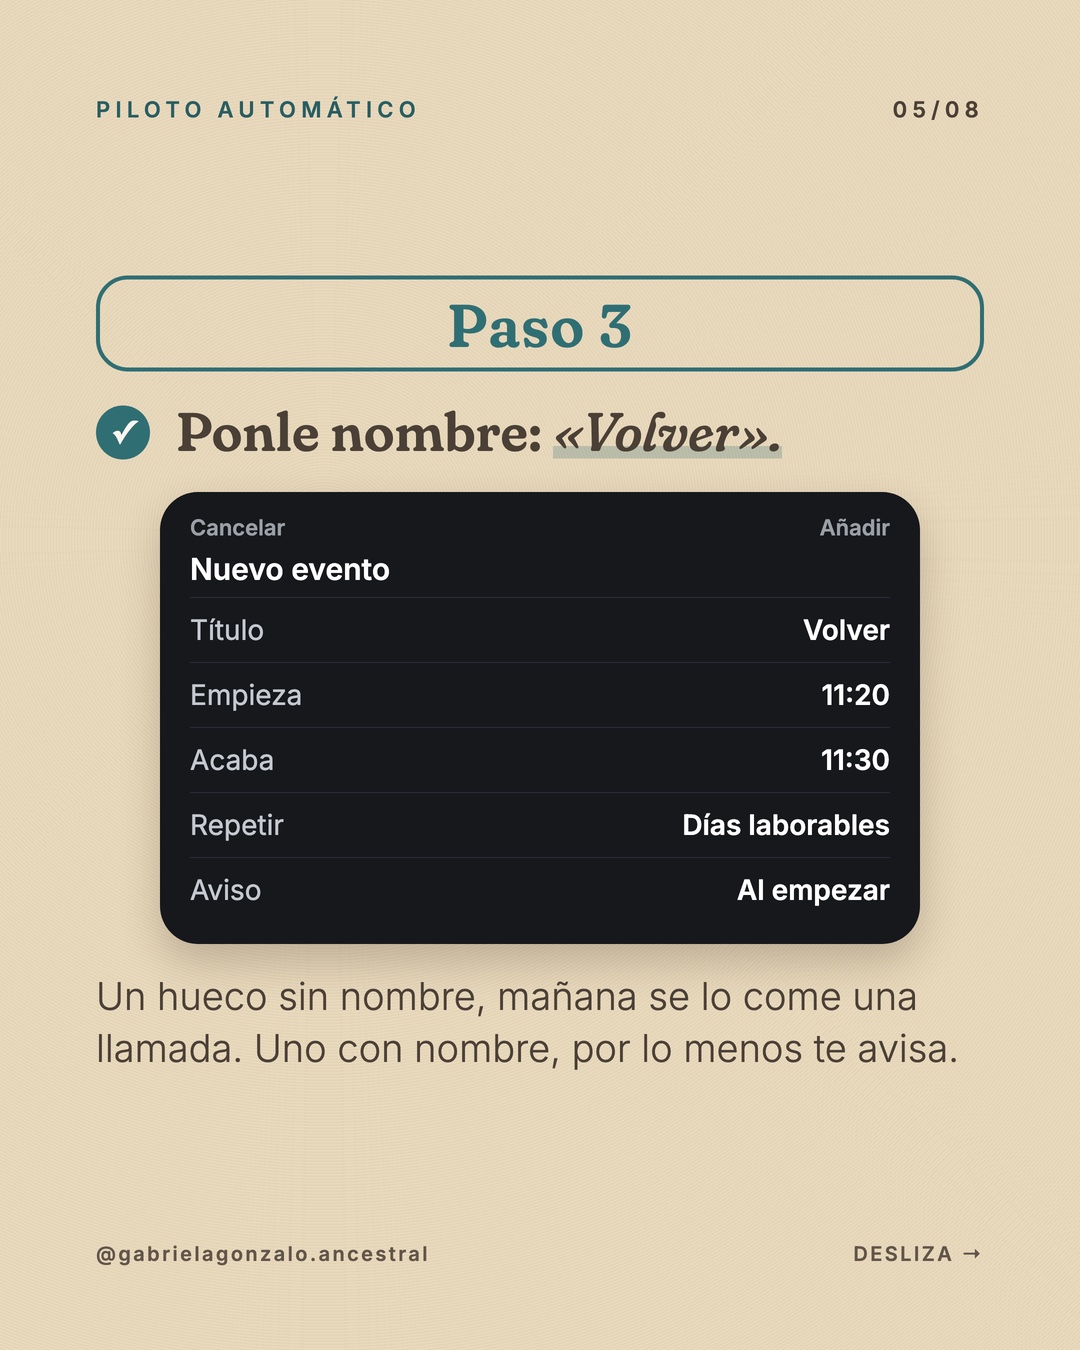 PILOTO AUTOMÁTICO
05/08
Paso 3
Ponle nombre: «Volver».
Cancelar
Añadir
Nuevo evento
Título
Volver
Empieza
11:20
Acaba
11:30
Repetir
Días laborables
Aviso
Al empezar
Un hueco sin nombre, mañana se lo come una
llamada. Uno con nombre, por lo menos te avisa.
@gabrielagonzalo.ancestral
DESLIZA →